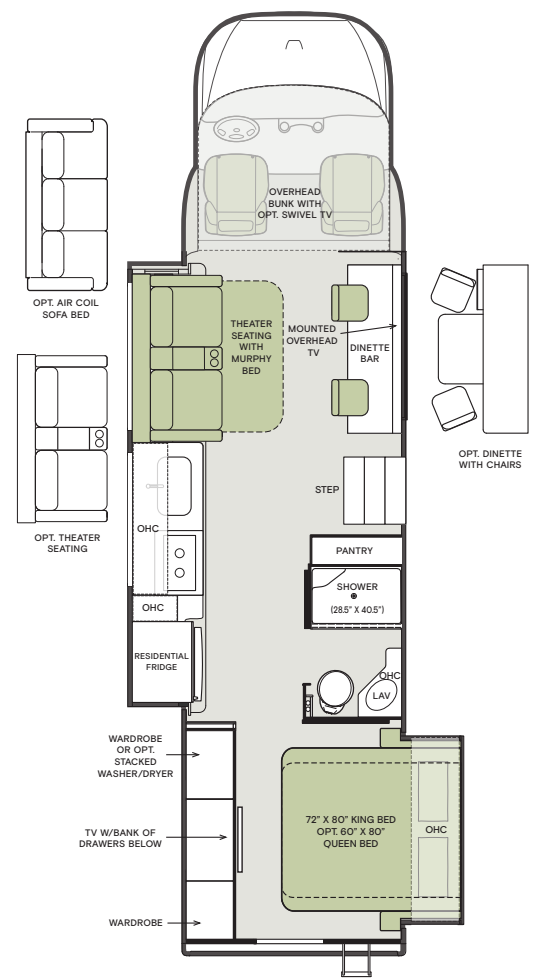 OVERHEAD
BUNK WITH
OPT. SWIVEL TV
OPT. AIR COIL
SOFA BED
THEATER
SEATING
WITH
MURPHY
BED
MOUNTED
OVERHEAD
TV
DINETTE
BAR
OPT. DINETTE
WITH CHAIRS
OPT. THEATER
SEATING
STEP
OHC
PANTRY
SHOWER
(28.5" X 40.5")
OHC
RESIDENTIAL
FRIDGE
OHC
LAV
WARDROBE
OR OPT.
STACKED
WASHER/DRYER
72" X 80" KING BED
OPT. 60" X 80"
QUEEN BED
OHC
TV W/BANK OF
DRAWERS BELOW
WARDROBE